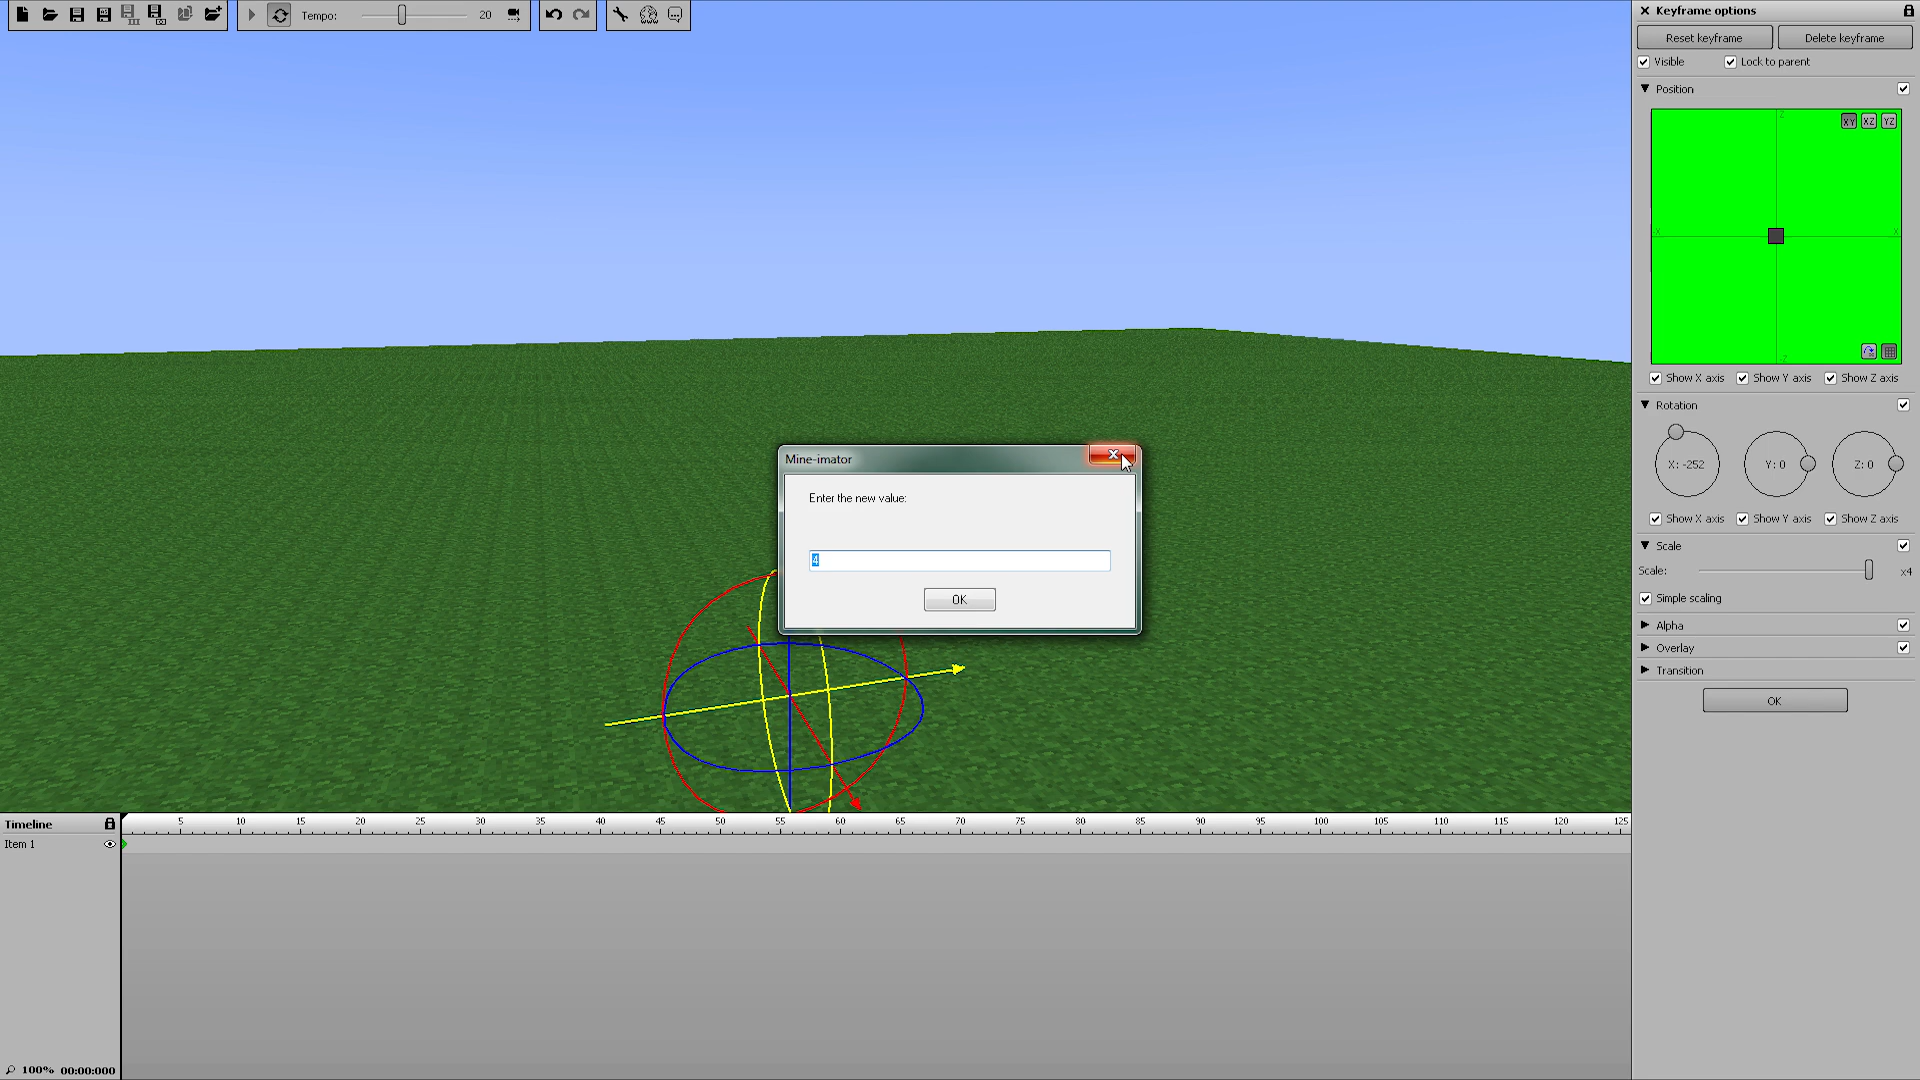 Tempo: 20
Keyframe options
Reset keyframe Delete keyframe
Visible Lock to parent
Position
Z
XY XZ YZ
-X X
-Z
Show X axis Show Y axis Show Z axis
Rotation
X: -252 Y: 0 Z: 0
Show X axis Show Y axis Show Z axis
Scale
Scale: x4
Simple scaling
Alpha
Overlay
Transition
OK
Mine-imator
Enter the new value:
4
OK
Timeline 5 10 15 20 25 30 35 40 45 50 55 60 65 70 75 80 85 90 95 100 105 110 115 120 125
Item 1
100% 00:00:000